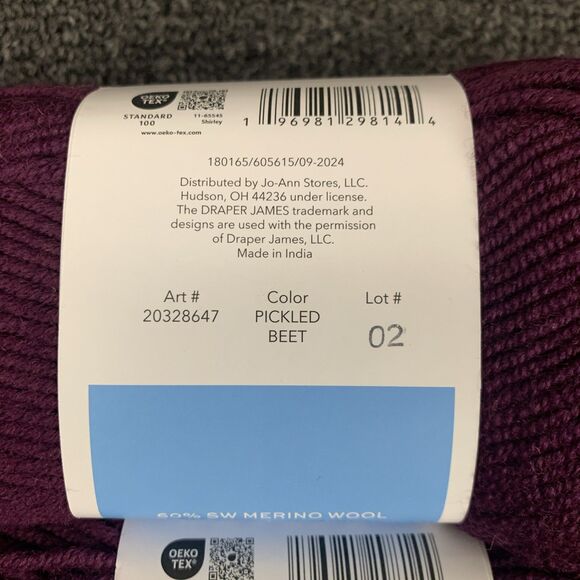 OEKO
TEX®
STANDARD
100
11-65545
Shirley
www.oeko-tex.com
1 96981 29814 4
180165/605615/09-2024
Distributed by Jo-Ann Stores, LLC.
Hudson, OH 44236 under license.
The DRAPER JAMES trademark and
designs are used with the permission
of Draper James, LLC.
Made in India
Art #
20328647
Color
PICKLED
BEET
Lot #
02
60% SW MERINO WOOL
OEKO
TEX®